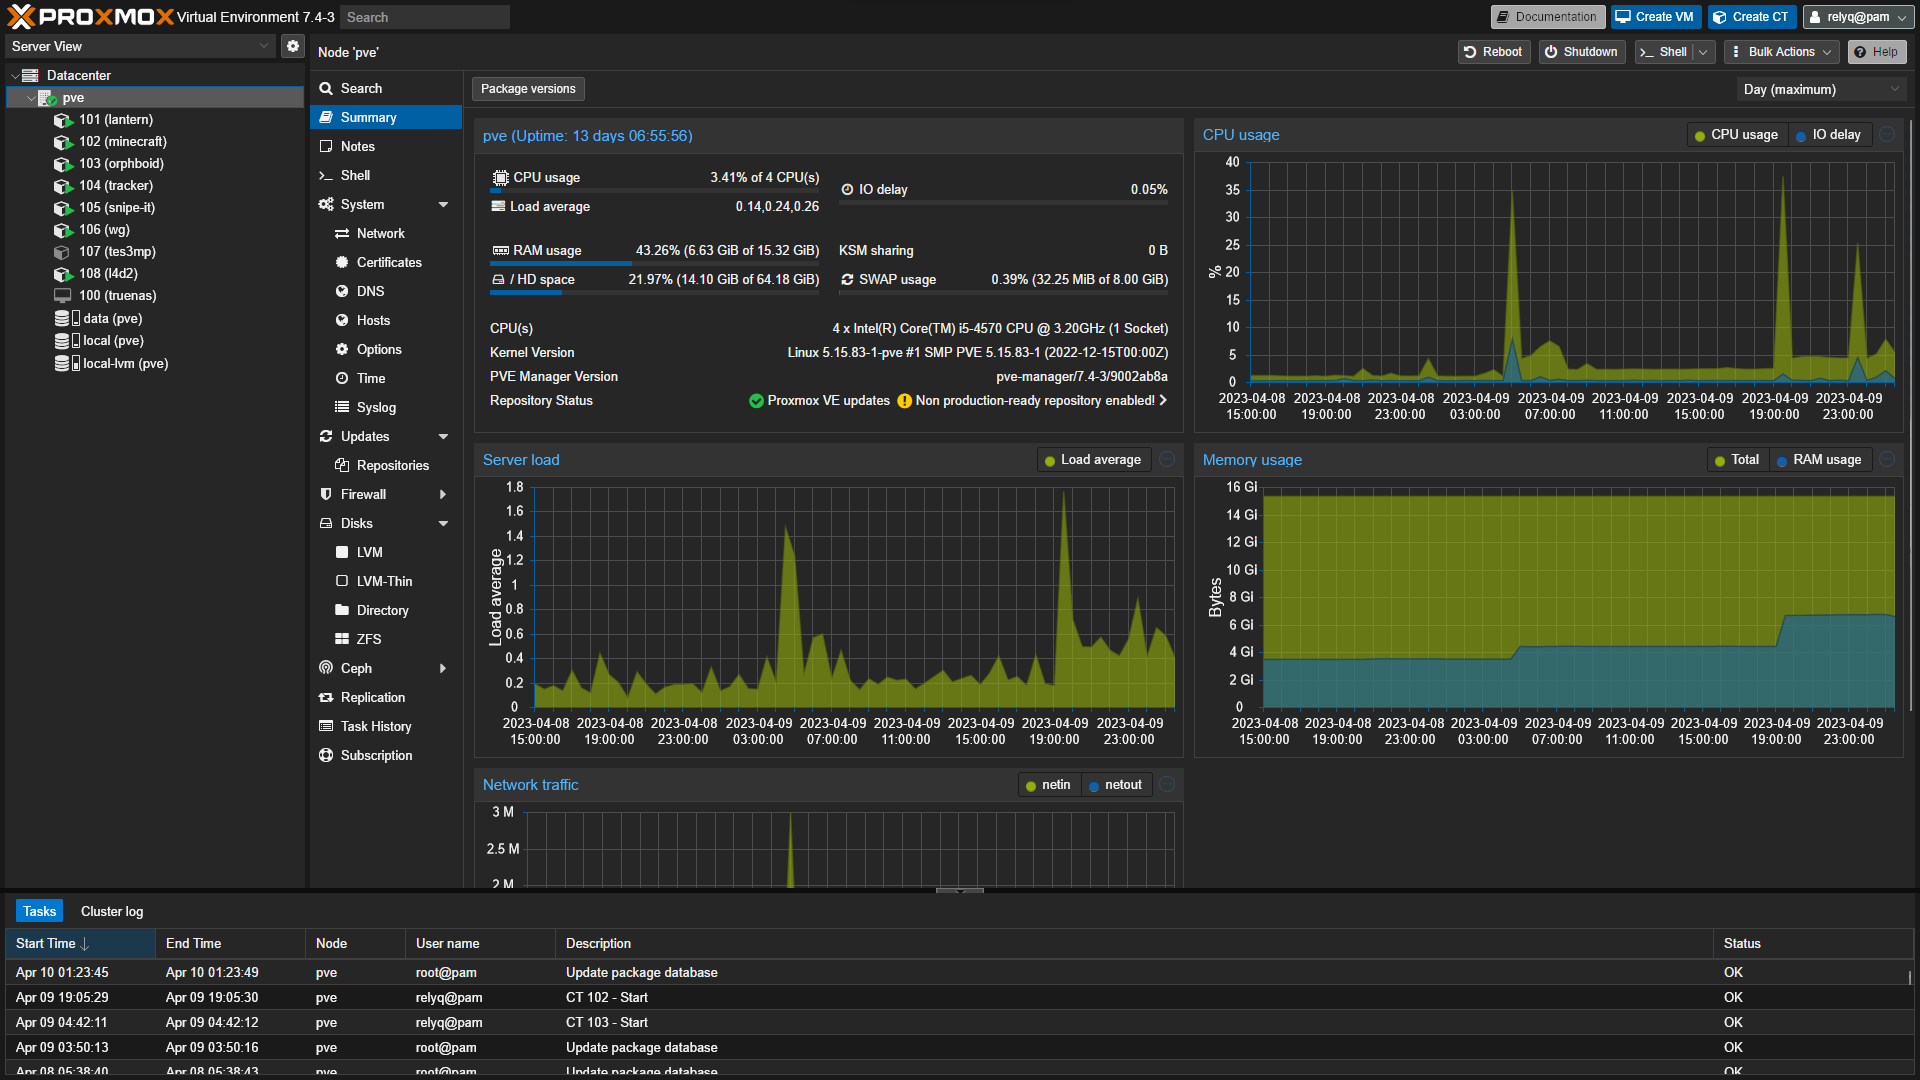 PROXMOX Virtual Environment 7.4-3 Search Documentation Create VM Create CT relyq@pam
Server View
Node 'pve' Reboot Shutdown Shell Bulk Actions Help
Datacenter
pve
101 (lantern)
102 (minecraft)
103 (orphboid)
104 (tracker)
105 (snipe-it)
106 (wg)
107 (tes3mp)
108 (l4d2)
100 (truenas)
data (pve)
local (pve)
local-lvm (pve)
Search
Summary
Notes
Shell
System
Network
Certificates
DNS
Hosts
Options
Time
Syslog
Updates
Repositories
Firewall
Disks
LVM
LVM-Thin
Directory
ZFS
Ceph
Replication
Task History
Subscription
Package versions Day (maximum)
pve (Uptime: 13 days 06:55:56)
CPU usage 3.41% of 4 CPU(s)
IO delay 0.05%
Load average 0.14,0.24,0.26
RAM usage 43.26% (6.63 GiB of 15.32 GiB)
KSM sharing 0 B
/ HD space 21.97% (14.10 GiB of 64.18 GiB)
SWAP usage 0.39% (32.25 MiB of 8.00 GiB)
CPU(s) 4 x Intel(R) Core(TM) i5-4570 CPU @ 3.20GHz (1 Socket)
Kernel Version Linux 5.15.83-1-pve #1 SMP PVE 5.15.83-1 (2022-12-15T00:00Z)
PVE Manager Version pve-manager/7.4-3/9002ab8a
Repository Status Proxmox VE updates Non production-ready repository enabled!
CPU usage CPU usage IO delay
40
35
30
25
20
15
10
5
0
%
2023-04-08 2023-04-08 2023-04-08 2023-04-09 2023-04-09 2023-04-09 2023-04-09 2023-04-09 2023-04-09
15:00:00 19:00:00 23:00:00 03:00:00 07:00:00 11:00:00 15:00:00 19:00:00 23:00:00
Server load Load average
1.8
1.6
1.4
1.2
1
0.8
0.6
0.4
0.2
0
Load average
2023-04-08 2023-04-08 2023-04-08 2023-04-09 2023-04-09 2023-04-09 2023-04-09 2023-04-09 2023-04-09
15:00:00 19:00:00 23:00:00 03:00:00 07:00:00 11:00:00 15:00:00 19:00:00 23:00:00
Memory usage Total RAM usage
16 Gi
14 Gi
12 Gi
10 Gi
8 Gi
6 Gi
4 Gi
2 Gi
0
Bytes
2023-04-08 2023-04-08 2023-04-08 2023-04-09 2023-04-09 2023-04-09 2023-04-09 2023-04-09 2023-04-09
15:00:00 19:00:00 23:00:00 03:00:00 07:00:00 11:00:00 15:00:00 19:00:00 23:00:00
Network traffic netin netout
3 M
2.5 M
2 M
Tasks Cluster log
Start Time End Time Node User name Description Status
Apr 10 01:23:45 Apr 10 01:23:49 pve root@pam Update package database OK
Apr 09 19:05:29 Apr 09 19:05:30 pve relyq@pam CT 102 - Start OK
Apr 09 04:42:11 Apr 09 04:42:12 pve relyq@pam CT 103 - Start OK
Apr 09 03:50:13 Apr 09 03:50:16 pve root@pam Update package database OK
Apr 08 05:38:40 Apr 08 05:38:43 pve root@pam Update package database OK